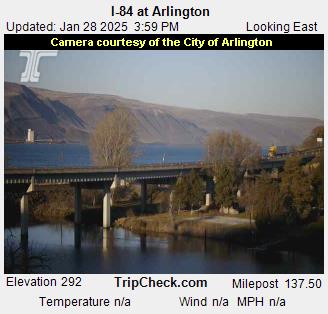 I-84 at Arlington
Updated: Jan 28 2025 3:59 PM Looking East
Camera courtesy of the City of Arlington
Elevation 292 TripCheck.com Milepost 137.50
Temperature n/a Wind n/a MPH n/a